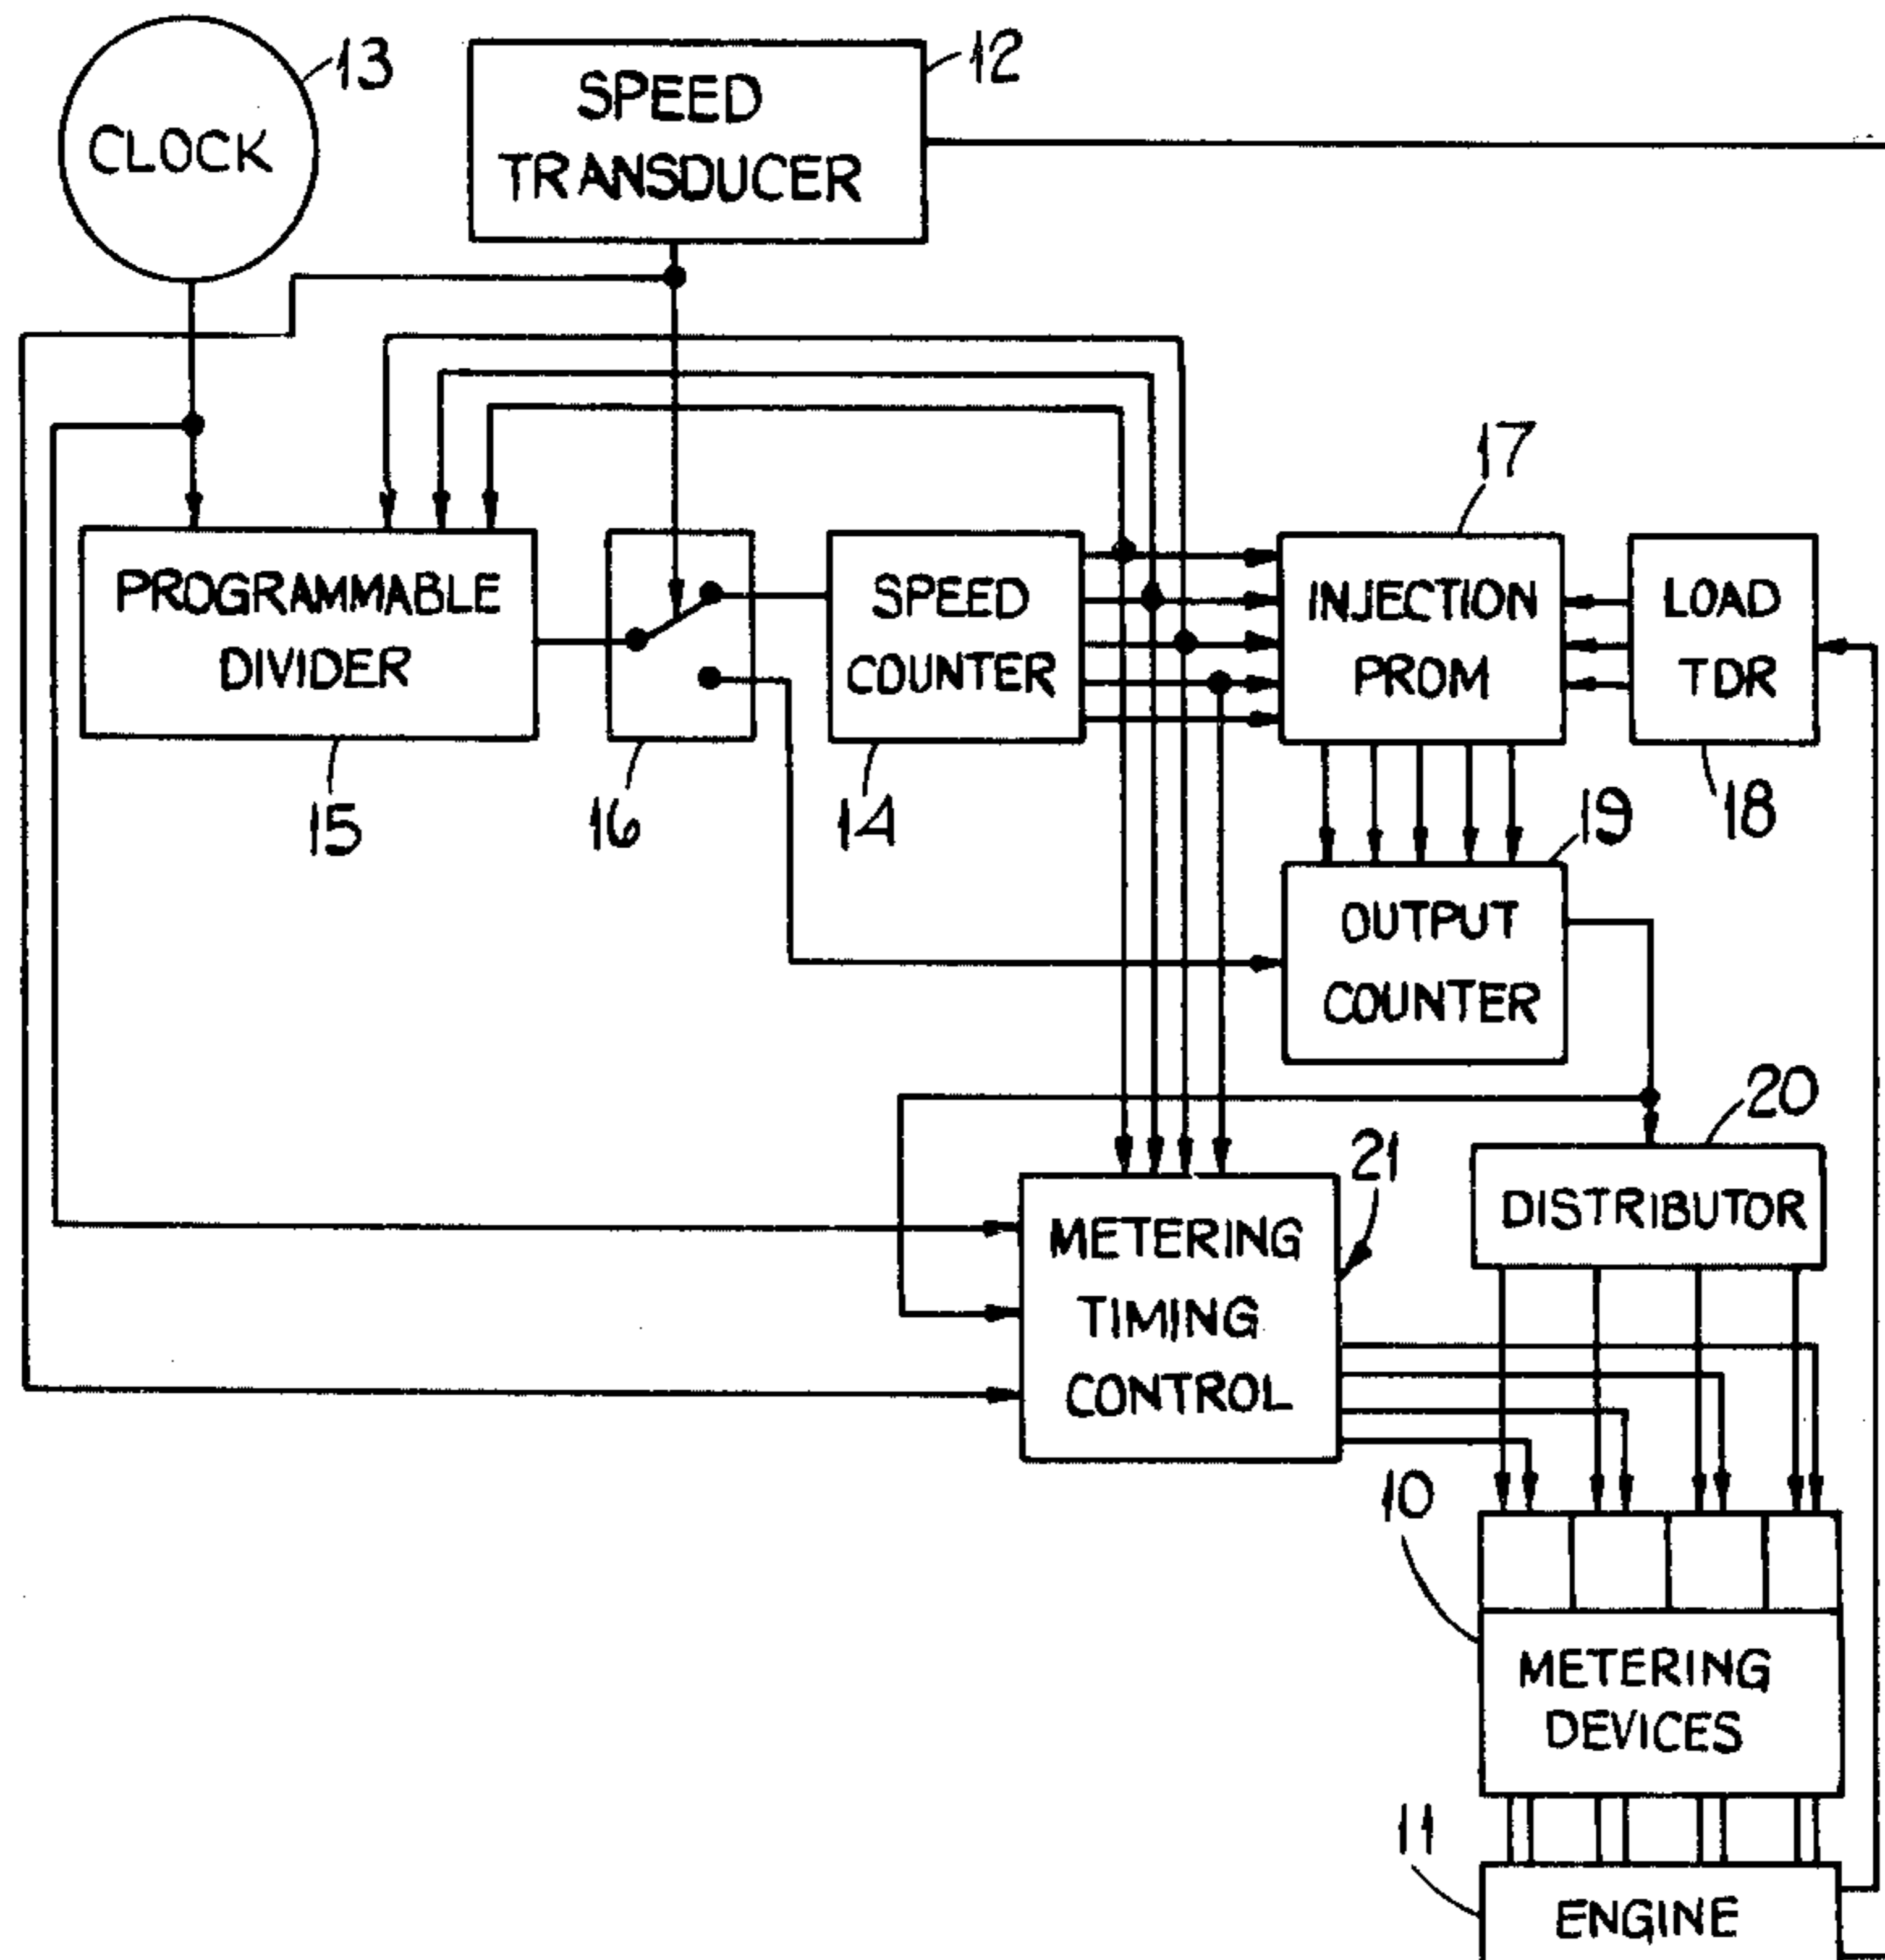 13
CLOCK
12
SPEED
TRANSDUCER
17
PROGRAMMABLE
DIVIDER
15
16
SPEED
COUNTER
14
INJECTION
PROM
LOAD
TDR
18
19
OUTPUT
COUNTER
20
DISTRIBUTOR
21
METERING
TIMING
CONTROL
10
METERING
DEVICES
11
ENGINE